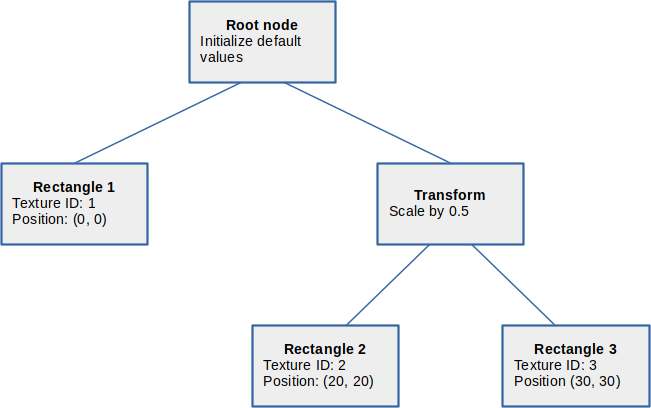 Root node
Initialize default
values
Rectangle 1
Texture ID: 1
Position: (0, 0)
Transform
Scale by 0.5
Rectangle 2
Texture ID: 2
Position: (20, 20)
Rectangle 3
Texture ID: 3
Position (30, 30)